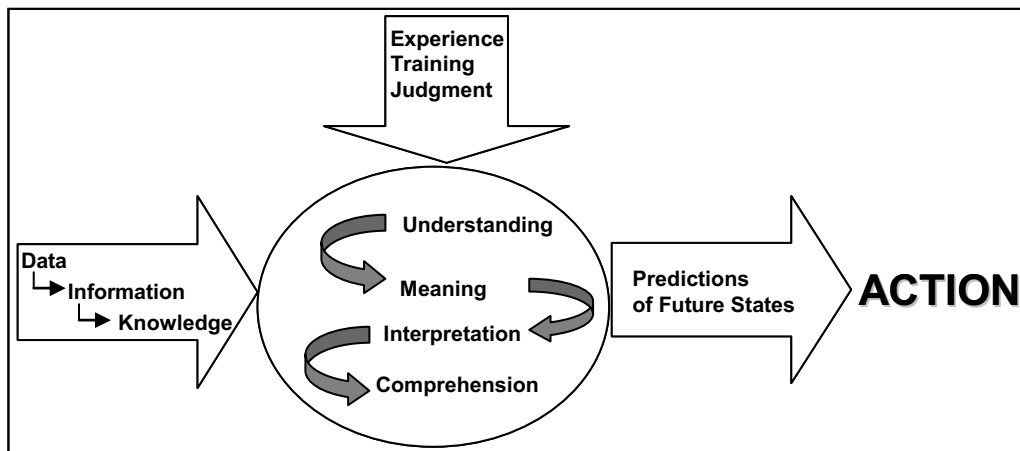 Experience
Training
Judgment
Data
Information
Knowledge
Understanding
Meaning
Interpretation
Comprehension
Predictions
of Future States
ACTION